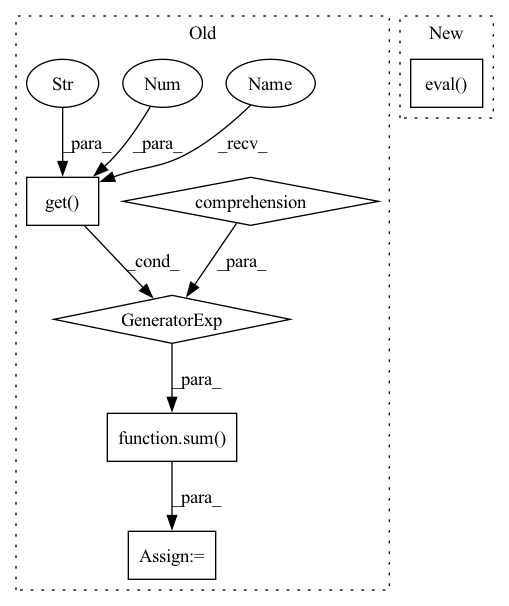 Old
New
Str
Num
Name
eval()
_para_
_para_
_recv_
get()
comprehension
_cond_
_para_
GeneratorExp
_para_
function.sum()
_para_
Assign:=